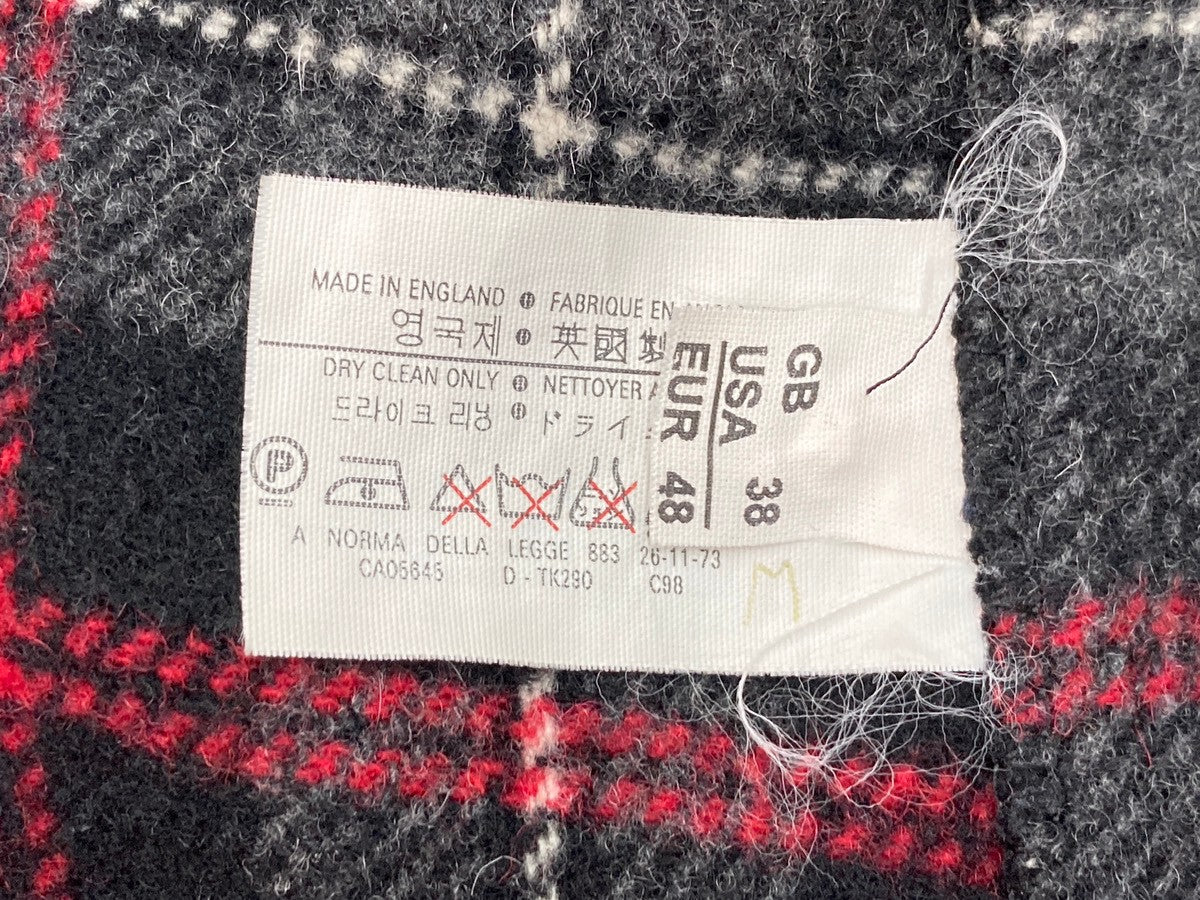 MADE IN ENGLAND FABRIQUE EN
영국제 英國製
DRY CLEAN ONLY NETTOYER A
드라이크 리닝 ドライ
P
A NORMA DELLA LEGGE 883 26-11-73
CA05645 D - TK290 C98
GB 38
USA
EUR 48
M